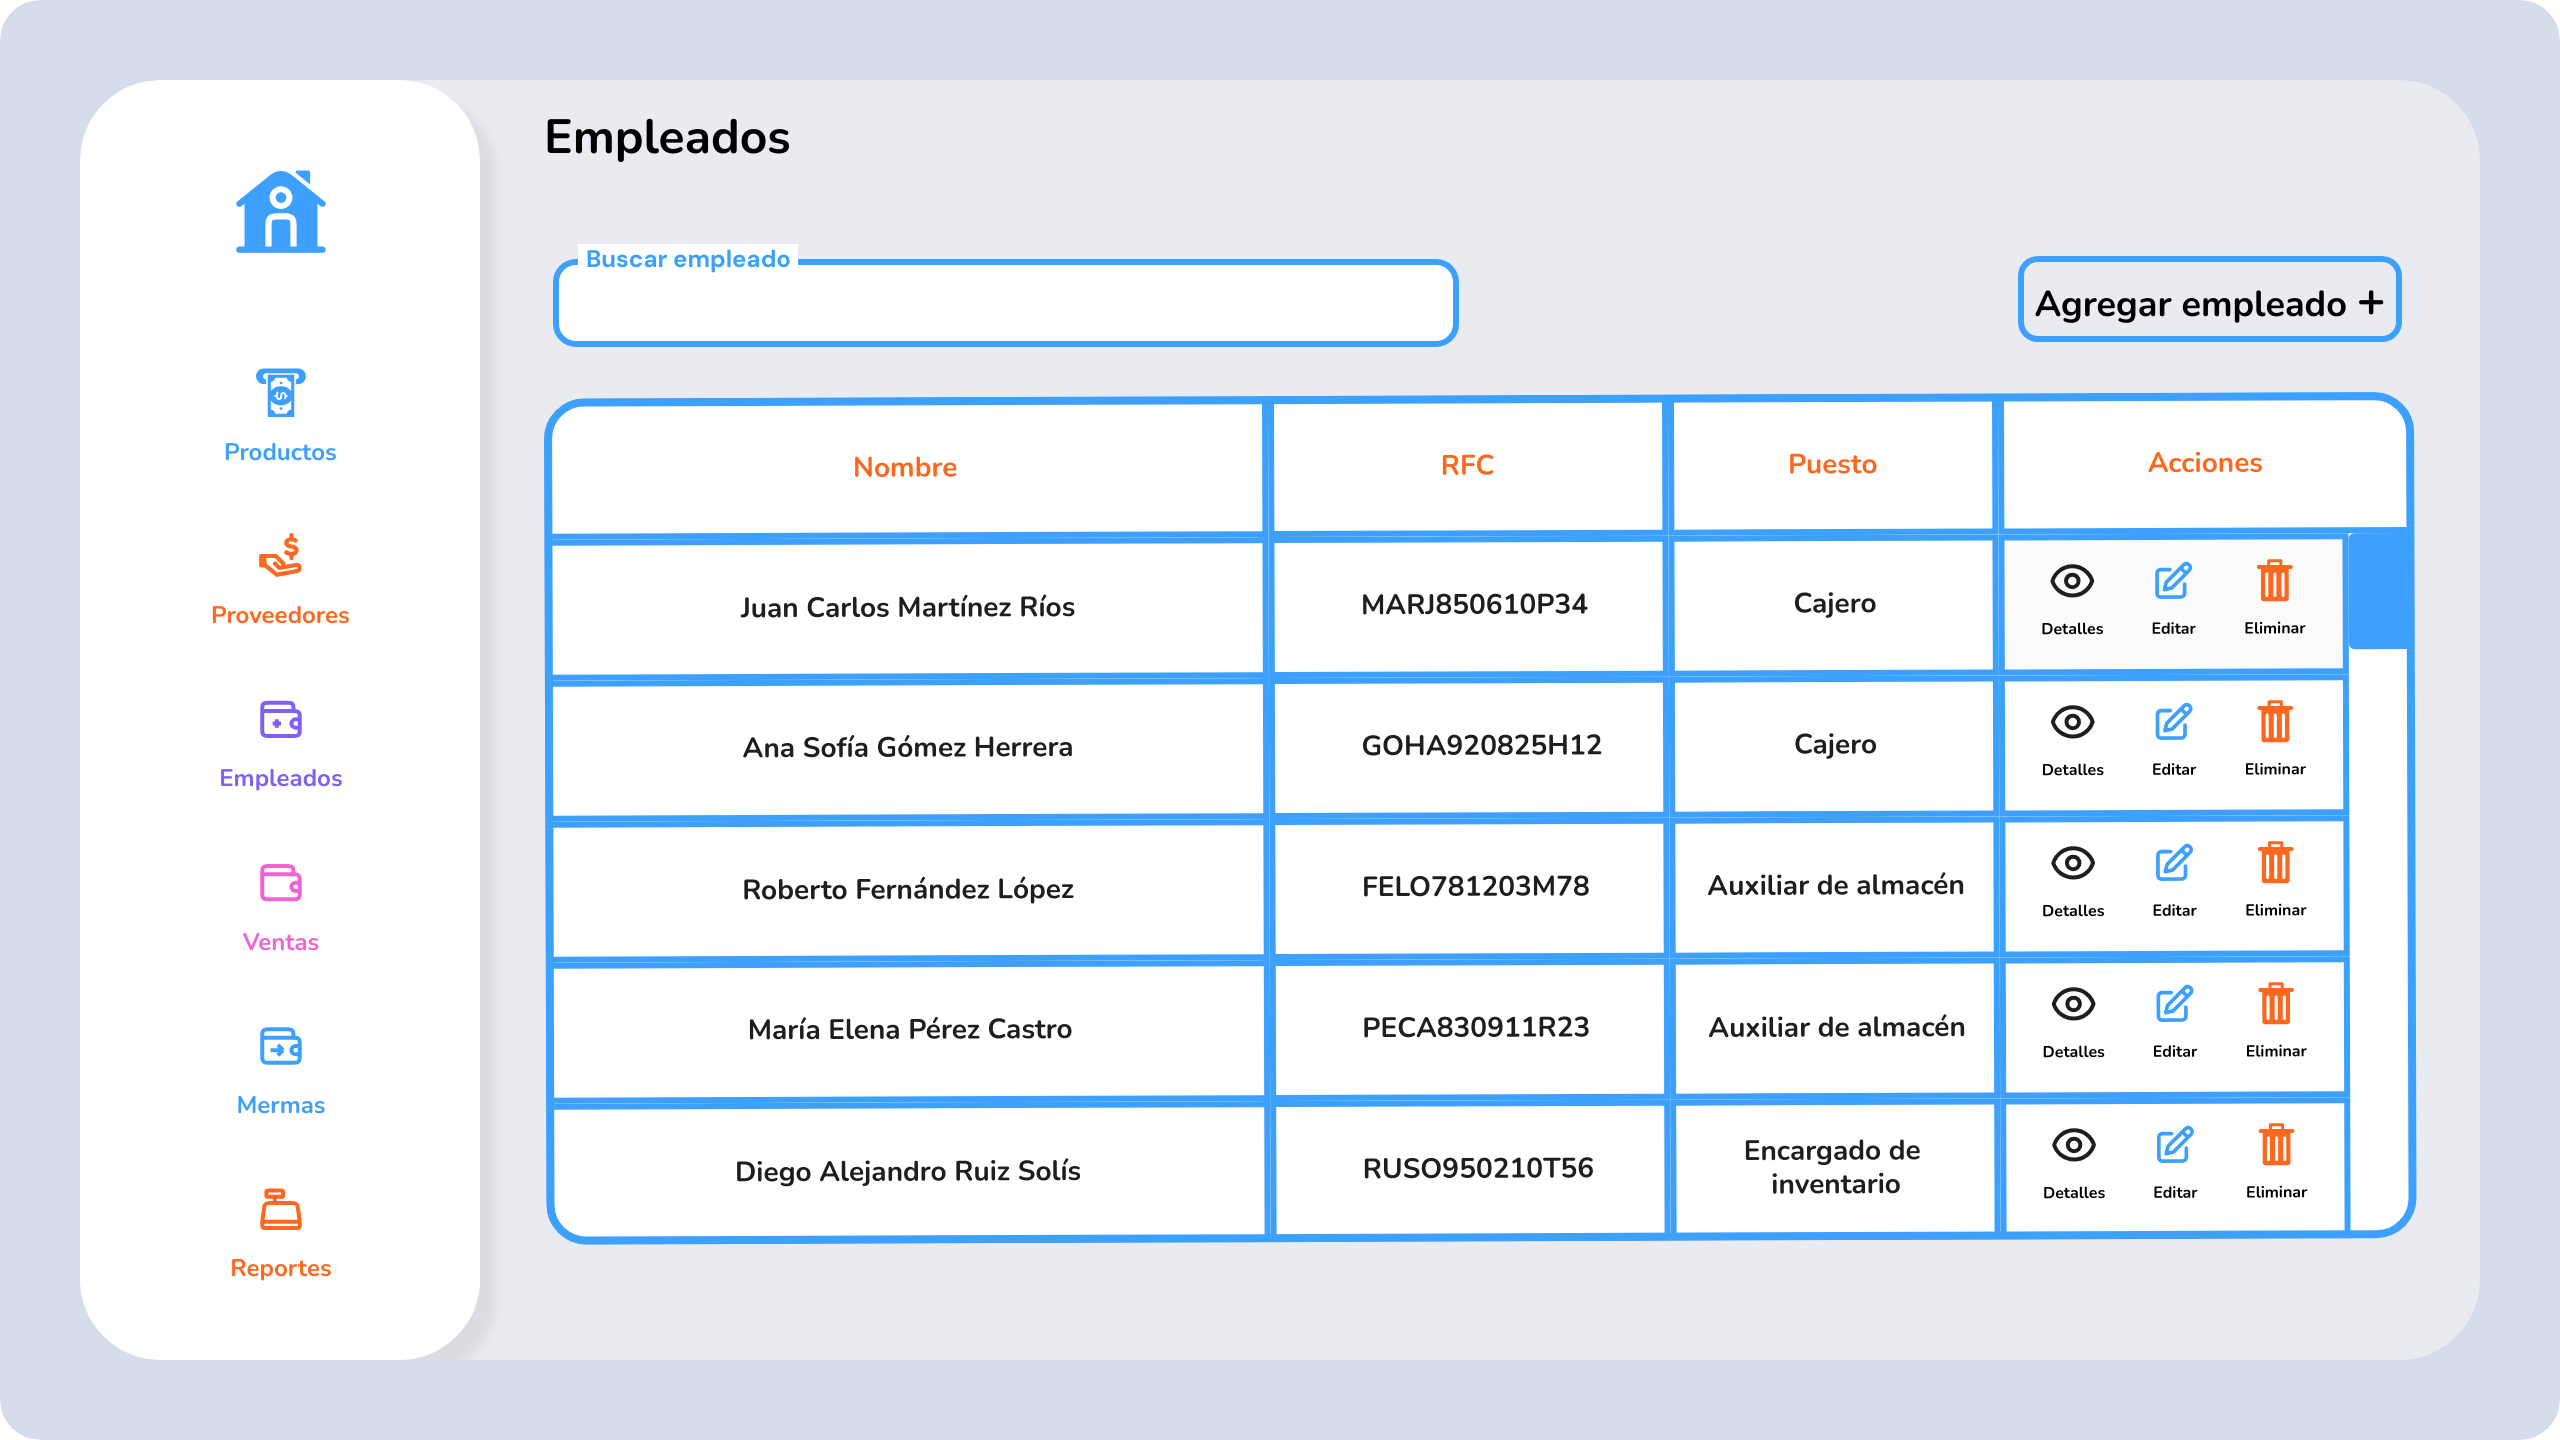 Empleados
Buscar empleado
Agregar empleado +
Productos
Proveedores
Empleados
Ventas
Mermas
Reportes
Nombre RFC Puesto Acciones
Juan Carlos Martínez Ríos MARJ850610P34 Cajero Detalles Editar Eliminar
Ana Sofía Gómez Herrera GOHA920825H12 Cajero Detalles Editar Eliminar
Roberto Fernández López FELO781203M78 Auxiliar de almacén Detalles Editar Eliminar
María Elena Pérez Castro PECA830911R23 Auxiliar de almacén Detalles Editar Eliminar
Diego Alejandro Ruiz Solís RUSO950210T56 Encargado de
inventario Detalles Editar Eliminar